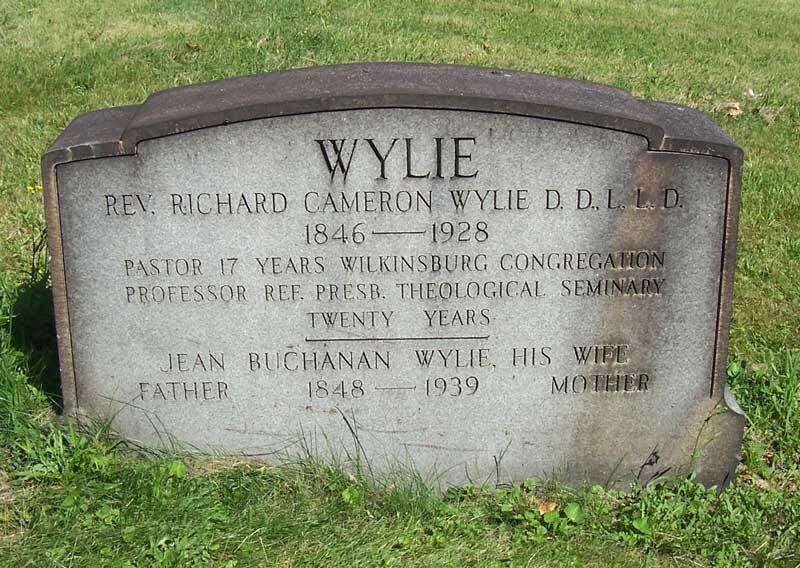 WYLIE
REV. RICHARD CAMERON WYLIE D. D., L. L. D.
1846 — 1928
PASTOR 17 YEARS WILKINSBURG CONGREGATION
PROFESSOR REF. PRESB. THEOLOGICAL SEMINARY
TWENTY YEARS
JEAN BUCHANAN WYLIE, HIS WIFE
FATHER 1848 — 1939 MOTHER